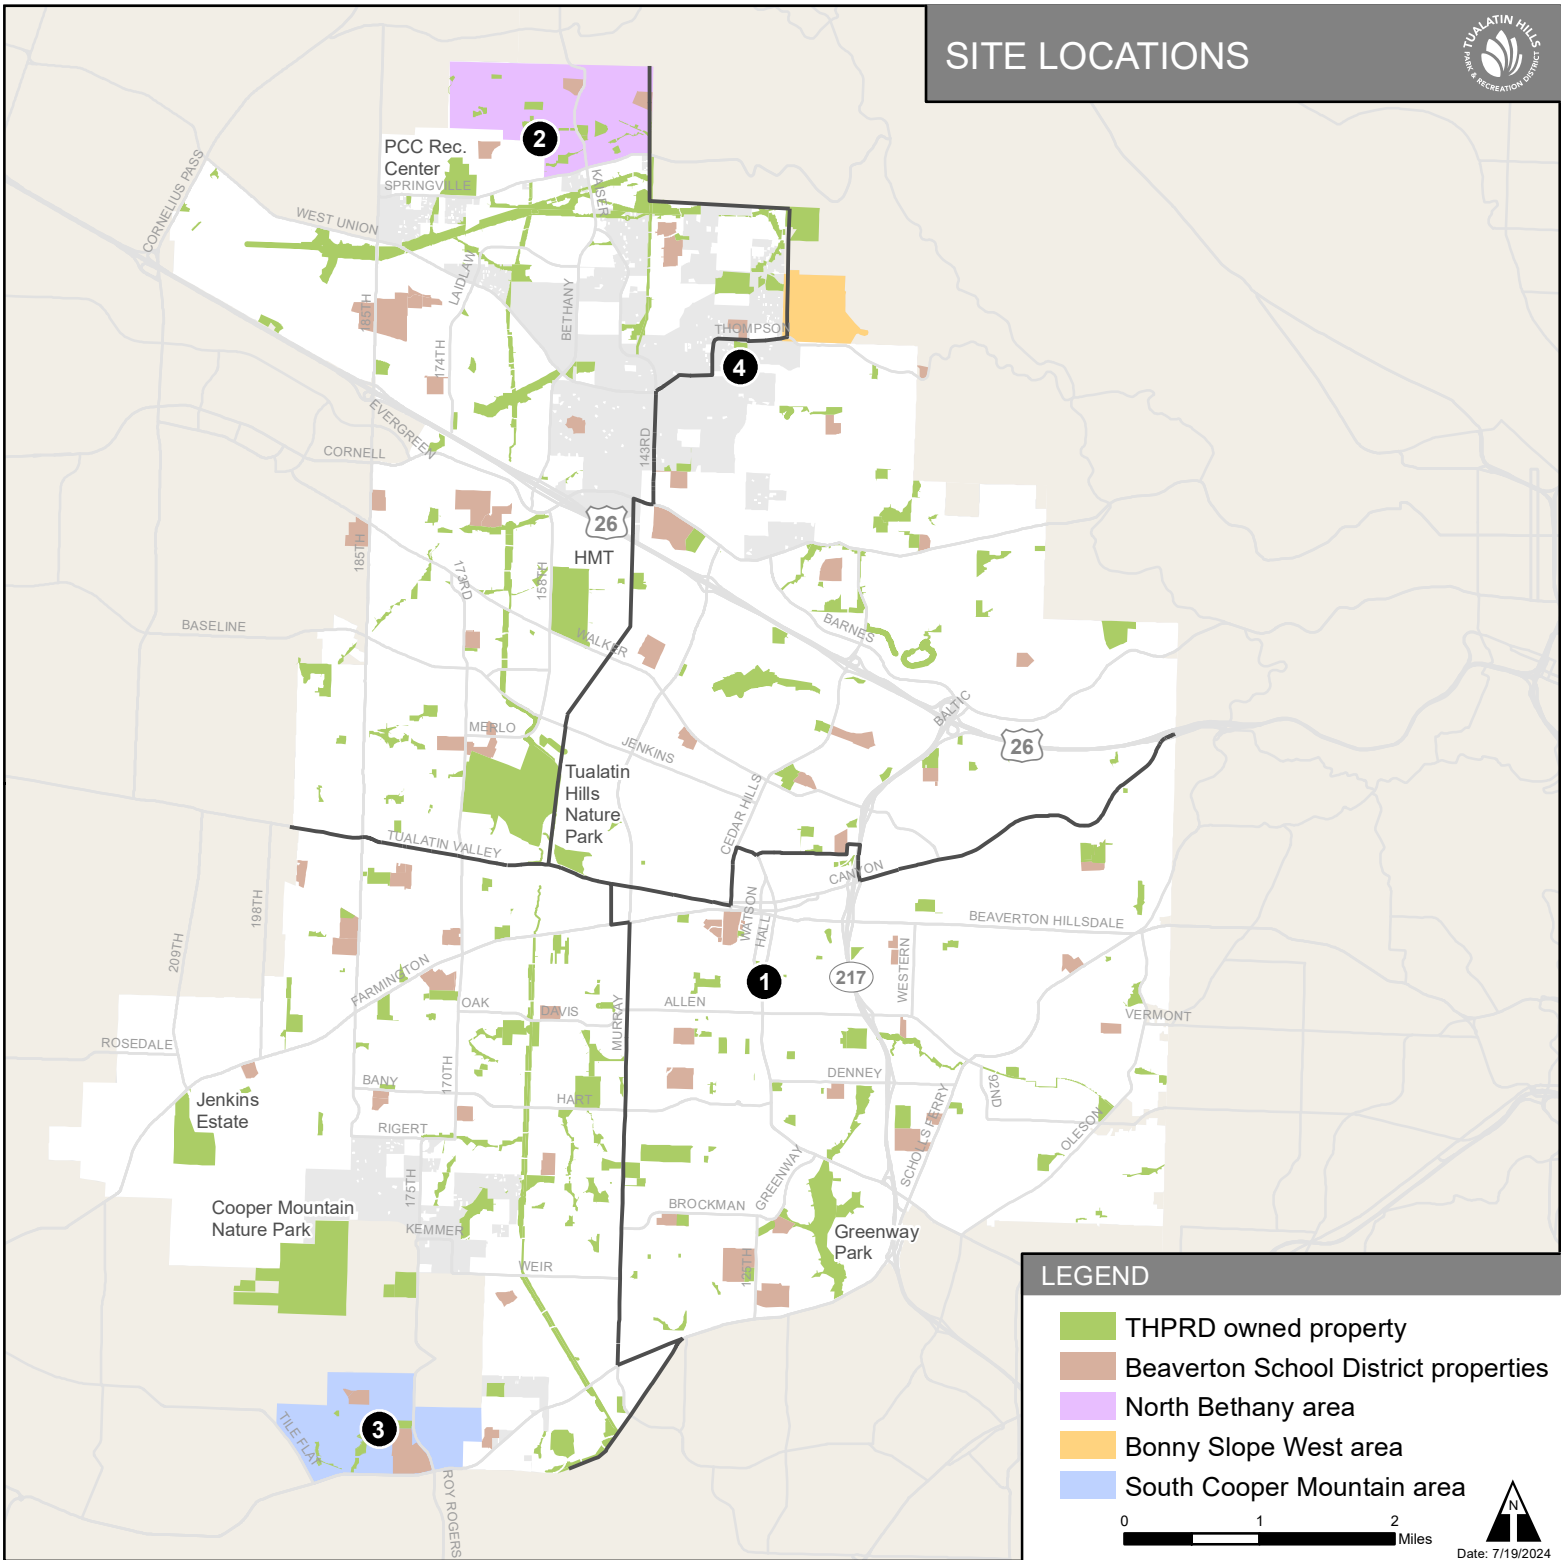 SITE LOCATIONS
TUALATIN HILLS
PARK & RECREATION DISTRICT
2
PCC Rec.
Center
SPRINGVILLE
KAISER
CORNELIUS PASS
WEST UNION
LAIDLAW
185TH
BETHANY
THOMPSON
174TH
4
EVERGREEN
CORNELL
143RD
26
HMT
185TH
173RD
158TH
BASELINE
WALKER
BARNES
MERLO
JENKINS
BALTIC
26
Tualatin
Hills
Nature
Park
CEDAR HILLS
TUALATIN VALLEY
CANYON
198TH
209TH
WATSON
HALL
BEAVERTON HILLSDALE
WESTERN
FARMINGTON
1
217
OAK
DAVIS
MURRAY
ALLEN
VERMONT
ROSEDALE
BANY
170TH
HART
DENNEY
92ND
SCHOLLS FERRY
OLESON
Jenkins
Estate
RIGERT
175TH
GREENWAY
BROCKMAN
Cooper Mountain
Nature Park
KEMMER
Greenway
Park
WEIR
125TH
3
TILE FLAT
ROY ROGERS
LEGEND
THPRD owned property
Beaverton School District properties
North Bethany area
Bonny Slope West area
South Cooper Mountain area
0 1 2
Miles
N
Date: 7/19/2024